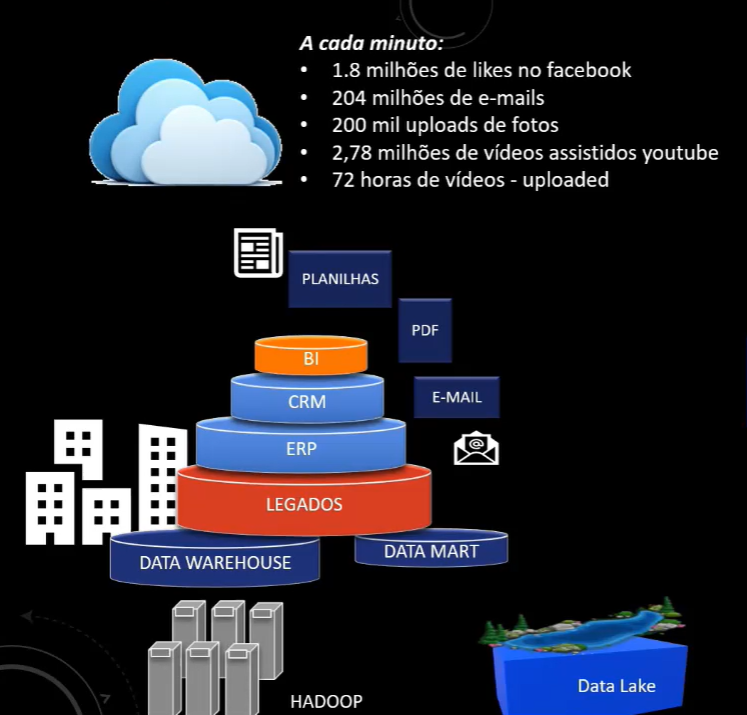 A cada minuto:
• 1.8 milhões de likes no facebook
• 204 milhões de e-mails
• 200 mil uploads de fotos
• 2,78 milhões de vídeos assistidos youtube
• 72 horas de vídeos - uploaded
PLANILHAS
PDF
BI
E-MAIL
CRM
@
ERP
LEGADOS
DATA WAREHOUSE
DATA MART
HADOOP
Data Lake